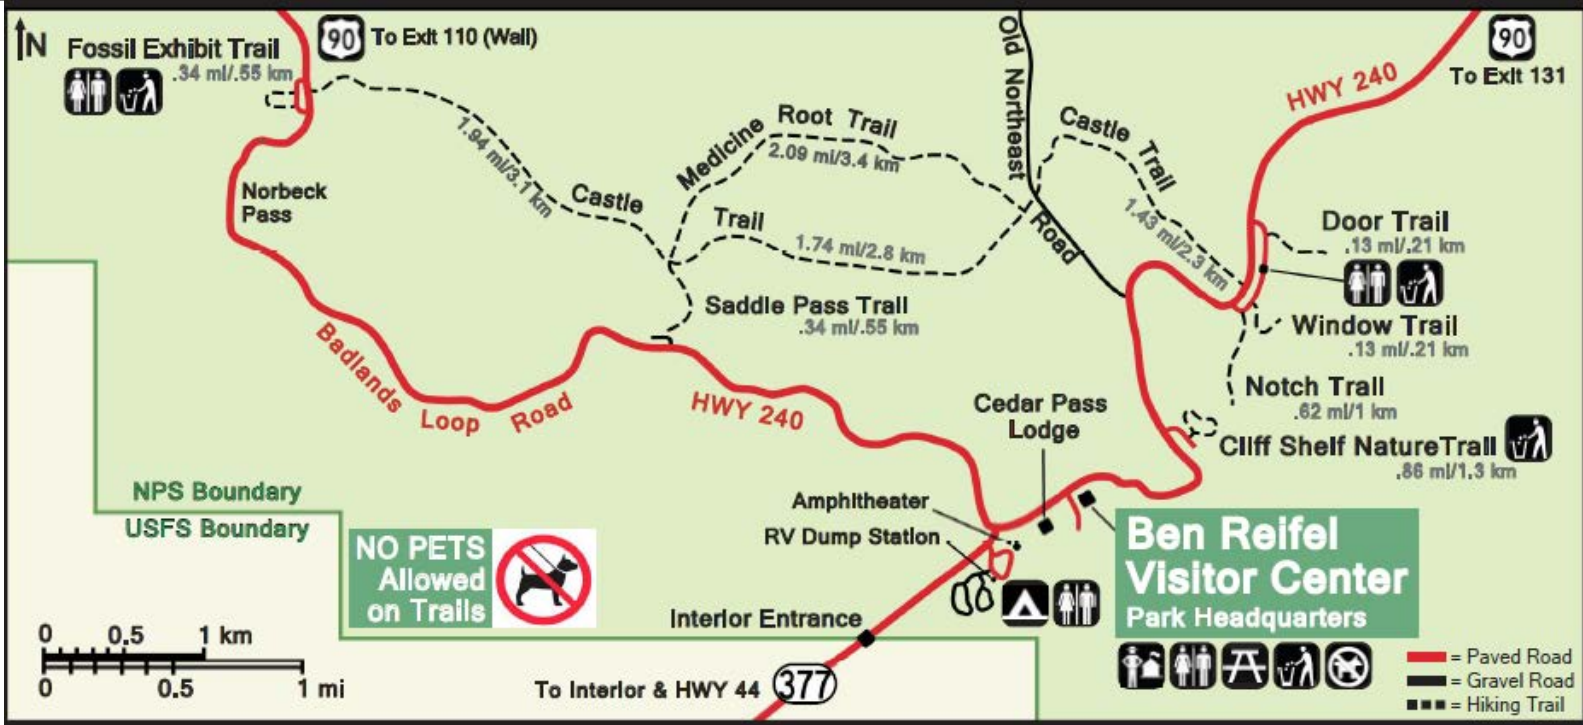 N
Fossil Exhibit Trail
.34 mi/.55 km
90 To Exit 110 (Wall)
Old Northeast
Road
90
To Exit 131
HWY 240
Castle
Trail
1.43 mi/2.3 km
Medicine Root Trail
2.09 mi/3.4 km
1.94 mi/3.1 km
Castle
Trail
1.74 mi/2.8 km
Norbeck
Pass
Door Trail
.13 mi/.21 km
Saddle Pass Trail
.34 mi/.55 km
Window Trail
.13 mi/.21 km
Badlands
Loop
Road
HWY 240
Notch Trail
.62 mi/1 km
Cedar Pass
Lodge
Cliff Shelf NatureTrail
.86 mi/1.3 km
NPS Boundary
USFS Boundary
Amphitheater
RV Dump Station
NO PETS
Allowed
on Trails
Ben Reifel
Visitor Center
Park Headquarters
Interior Entrance
0 0.5 1 km
0 0.5 1 mi
To Interior & HWY 44 377
= Paved Road
= Gravel Road
= Hiking Trail